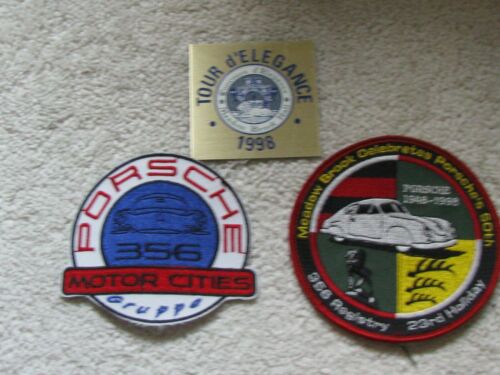 TOUR d'ELEGANCE
1998
PORSCHE
356
MOTOR CITIES
Gruppe
Meadow Brook Celebrates Porsche's 50th
PORSCHE
1948-1998
356 Registry 23rd Holiday